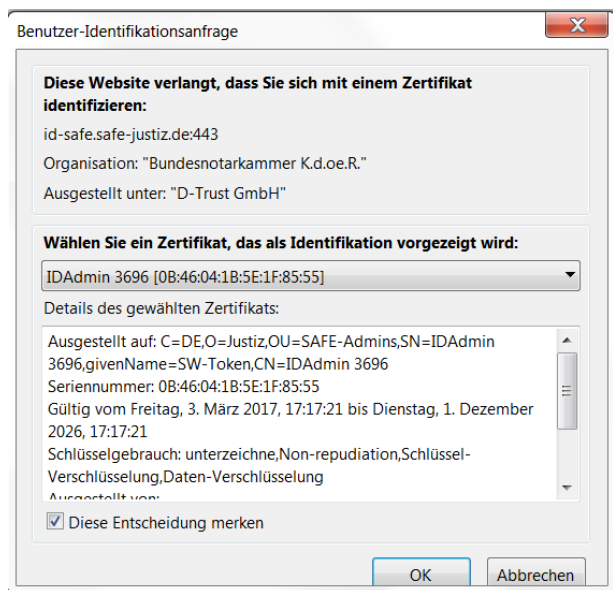 Benutzer-Identifikationsanfrage
Diese Website verlangt, dass Sie sich mit einem Zertifikat
identifizieren:
id-safe.safe-justiz.de:443
Organisation: "Bundesnotarkammer K.d.oe.R."
Ausgestellt unter: "D-Trust GmbH"
Wählen Sie ein Zertifikat, das als Identifikation vorgezeigt wird:
IDAdmin 3696 [0B:46:04:1B:5E:1F:85:55]
Details des gewählten Zertifikats:
Ausgestellt auf: C=DE,O=Justiz,OU=SAFE-Admins,SN=IDAdmin
3696,givenName=SW-Token,CN=IDAdmin 3696
Seriennummer: 0B:46:04:1B:5E:1F:85:55
Gültig vom Freitag, 3. März 2017, 17:17:21 bis Dienstag, 1. Dezember
2026, 17:17:21
Schlüsselgebrauch: unterzeichne,Non-repudiation,Schlüssel-
Verschlüsselung,Daten-Verschlüsselung
Ausgestellt von:
Diese Entscheidung merken
OK Abbrechen